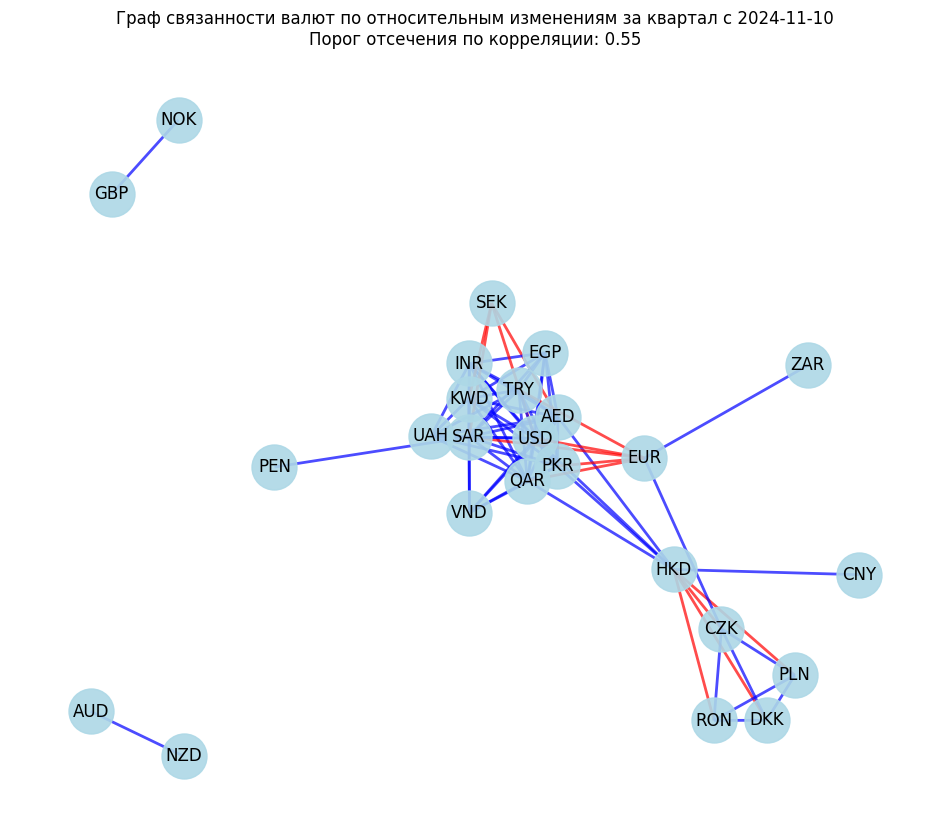 Граф связанности валют по относительным изменениям за квартал с 2024-11-10
Порог отсечения по корреляции: 0.55
NOK
GBP
SEK
EGP
INR
ZAR
TRY
KWD
AED
UAH
SAR
USD
EUR
PEN
PKR
QAR
VND
HKD
CNY
CZK
PLN
AUD
RON
DKK
NZD